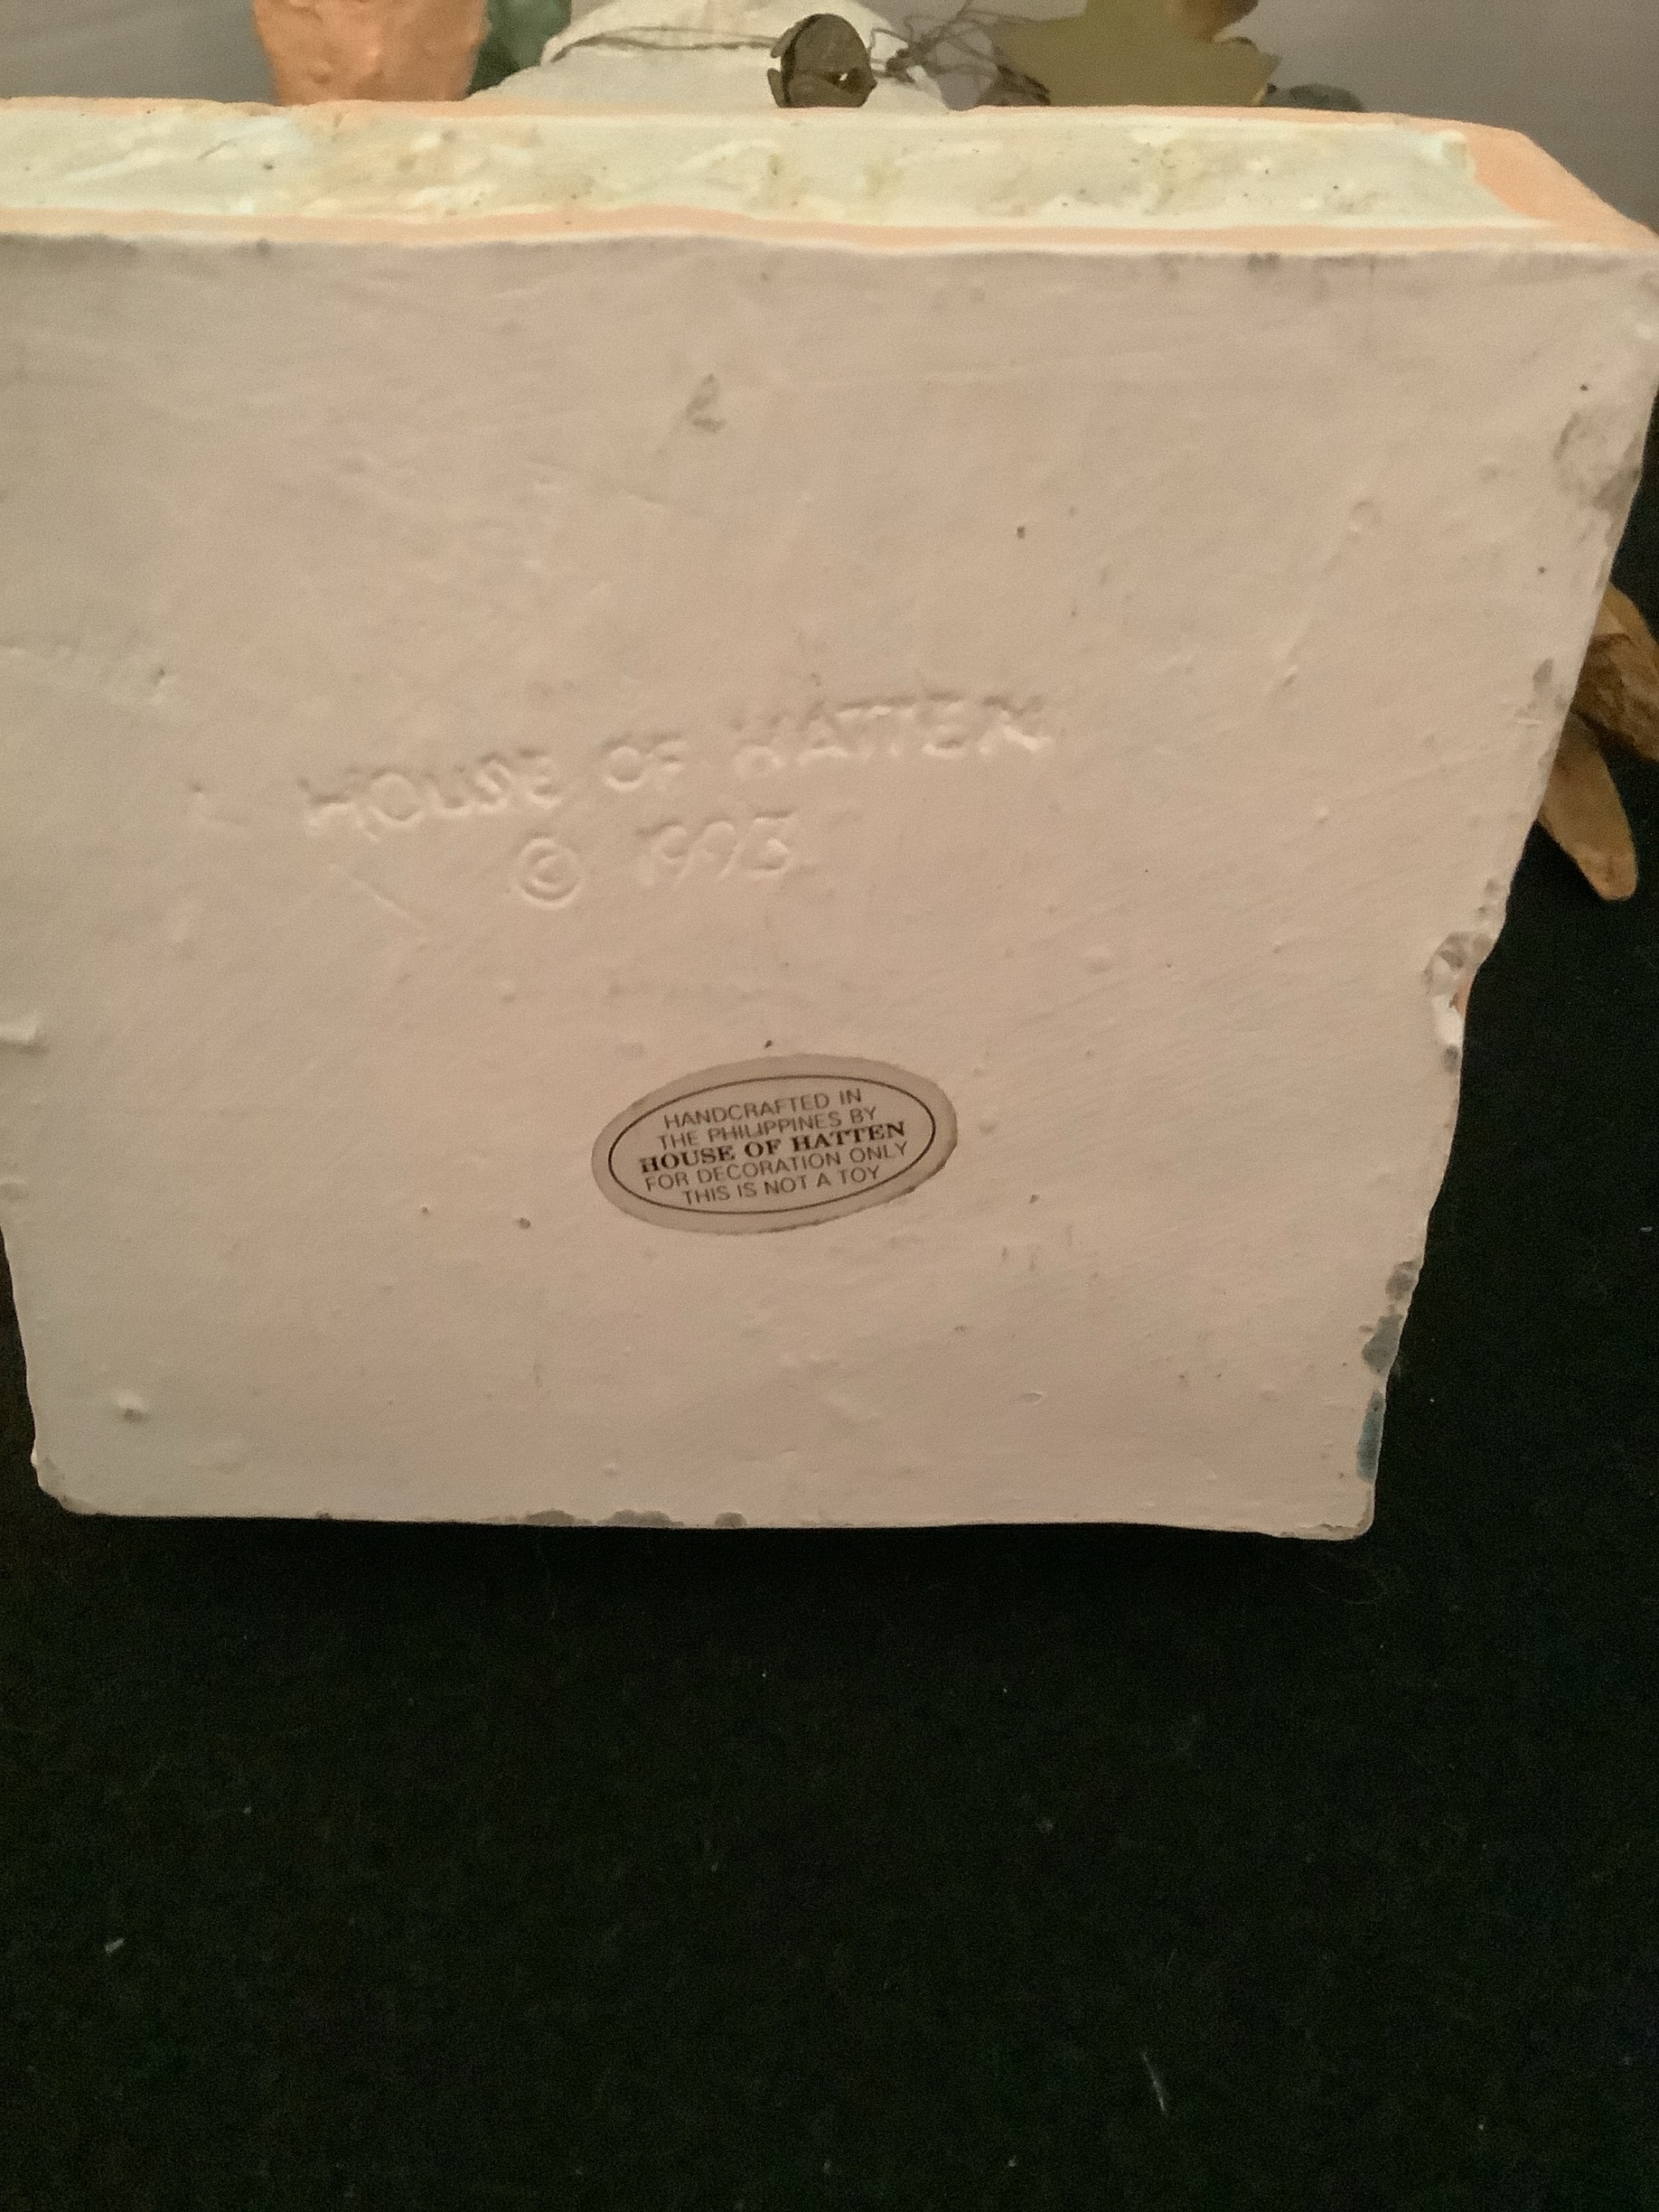 HOUSE OF HATTEN
© 1993
HANDCRAFTED IN
THE PHILIPPINES BY
HOUSE OF HATTEN
FOR DECORATION ONLY
THIS IS NOT A TOY